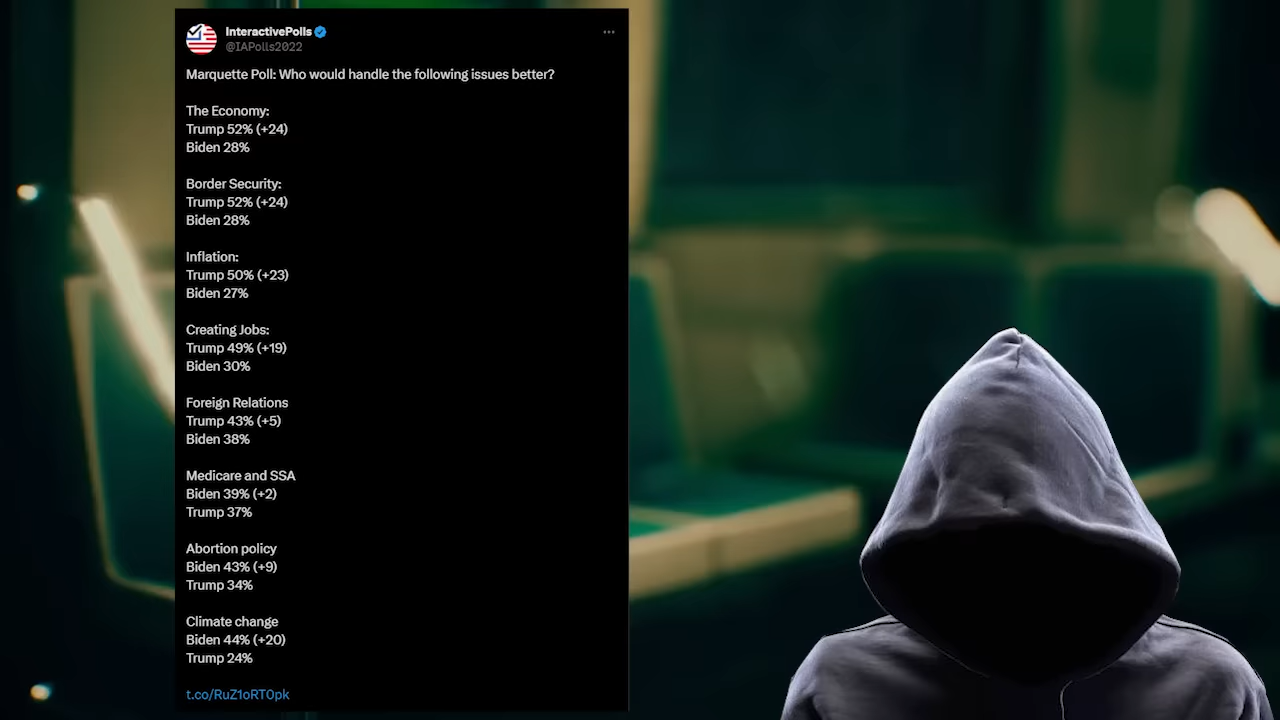 InteractivePolls
@IAPolls2022
Marquette Poll: Who would handle the following issues better?
The Economy:
Trump 52% (+24)
Biden 28%
Border Security:
Trump 52% (+24)
Biden 28%
Inflation:
Trump 50% (+23)
Biden 27%
Creating Jobs:
Trump 49% (+19)
Biden 30%
Foreign Relations
Trump 43% (+5)
Biden 38%
Medicare and SSA
Biden 39% (+2)
Trump 37%
Abortion policy
Biden 43% (+9)
Trump 34%
Climate change
Biden 44% (+20)
Trump 24%
t.co/RuZ1oRT0pk